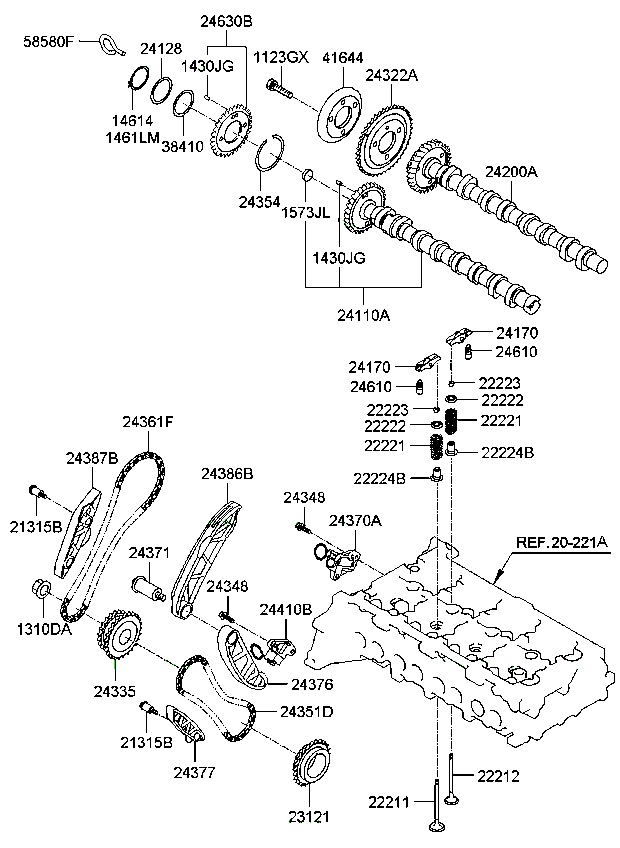 24630B
58580F
24128
1430JG
1123GX
41644
24322A
14614
1461LM
38410
24200A
24354
1573JL
1430JG
24110A
24170
24610
24170
24610
22223
22222
22223
22222
22221
22221
22224B
22224B
24361F
24387B
24386B
24348
21315B
24370A
REF.20-221A
24371
24348
24410B
1310DA
24335
24376
24351D
21315B
24377
23121
22212
22211